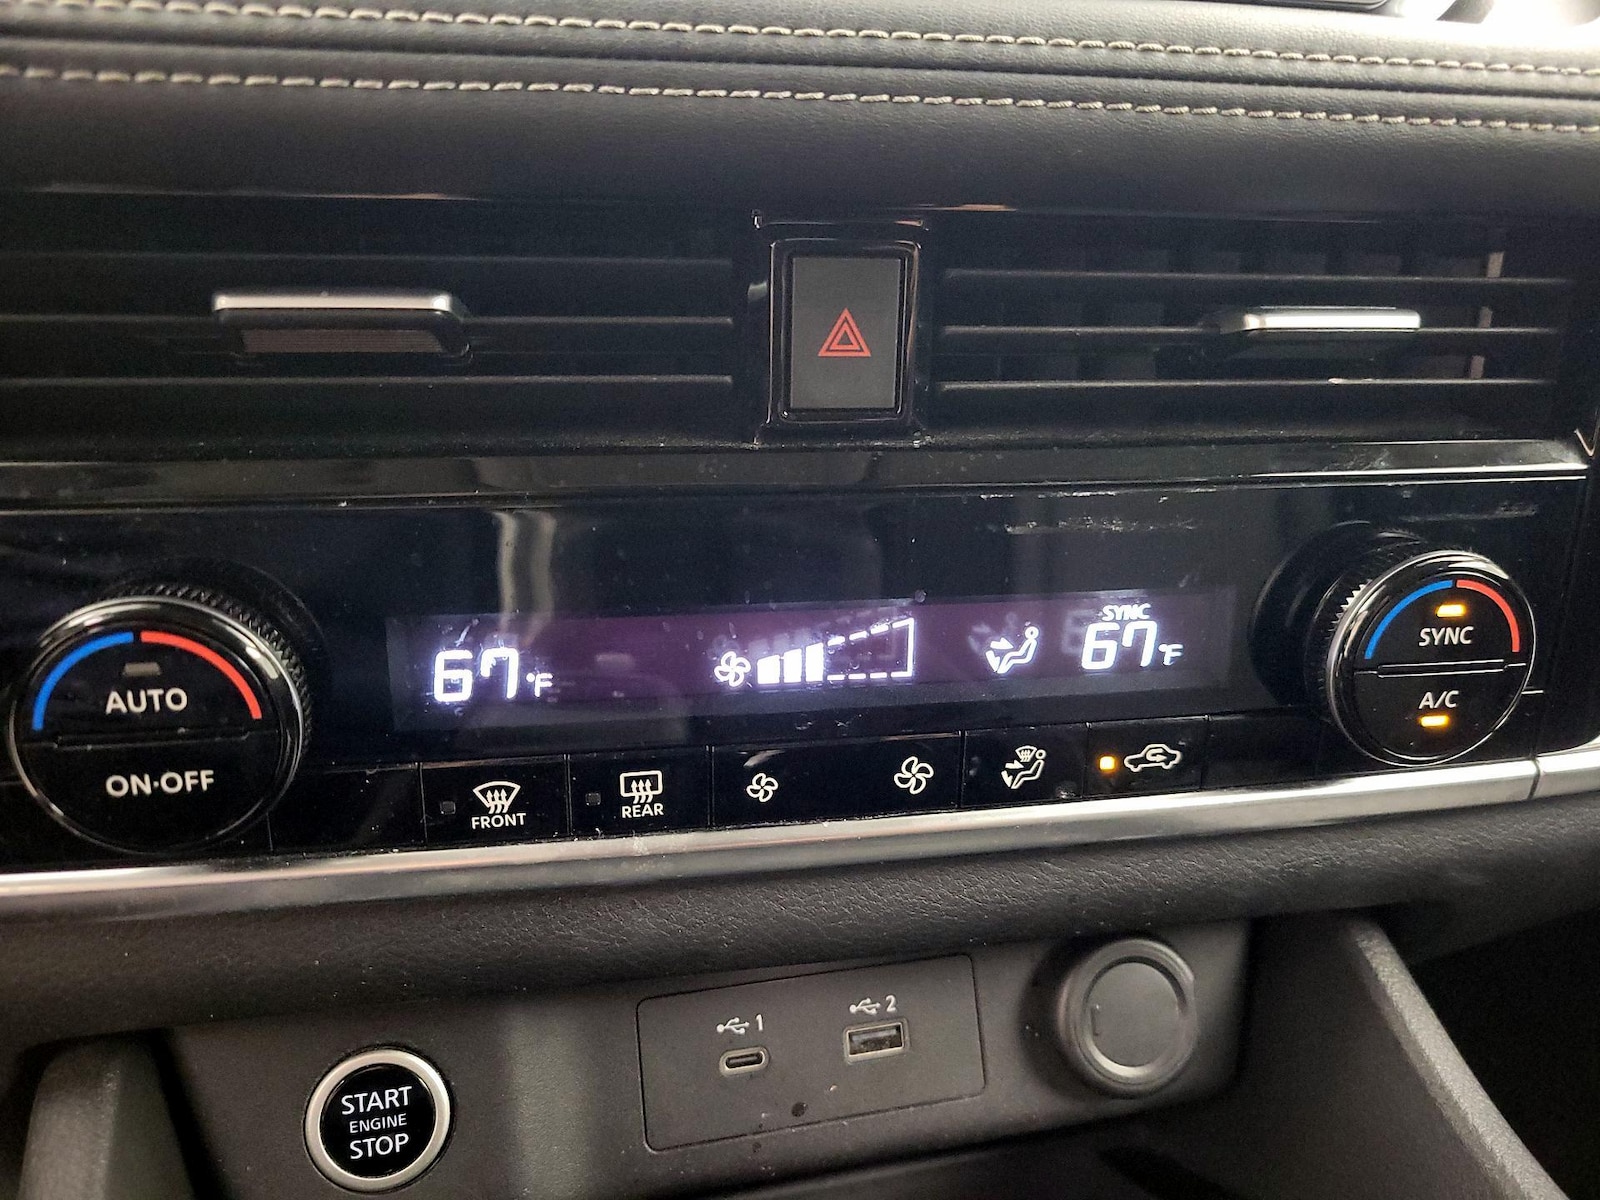 SYNC
67°F
67°F
AUTO
ON·OFF
SYNC
A/C
FRONT
REAR
1
2
START
ENGINE
STOP